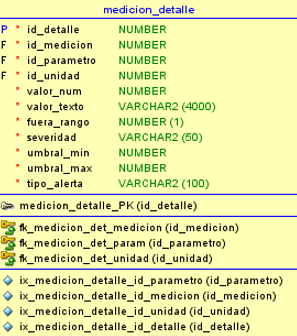 medicion_detalle
P * id_detalle NUMBER
F * id_medicion NUMBER
F * id_parametro NUMBER
F * id_unidad NUMBER
* valor_num NUMBER
* valor_texto VARCHAR2 (4000)
* fuera_rango NUMBER (1)
* severidad VARCHAR2 (50)
* umbral_min NUMBER
* umbral_max NUMBER
* tipo_alerta VARCHAR2 (100)
medicion_detalle_PK (id_detalle)
fk_medicion_det_medicion (id_medicion)
fk_medicion_det_param (id_parametro)
fk_medicion_det_unidad (id_unidad)
ix_medicion_detalle_id_parametro (id_parametro)
ix_medicion_detalle_id_medicion (id_medicion)
ix_medicion_detalle_id_unidad (id_unidad)
ix_medicion_detalle_id_detalle (id_detalle)